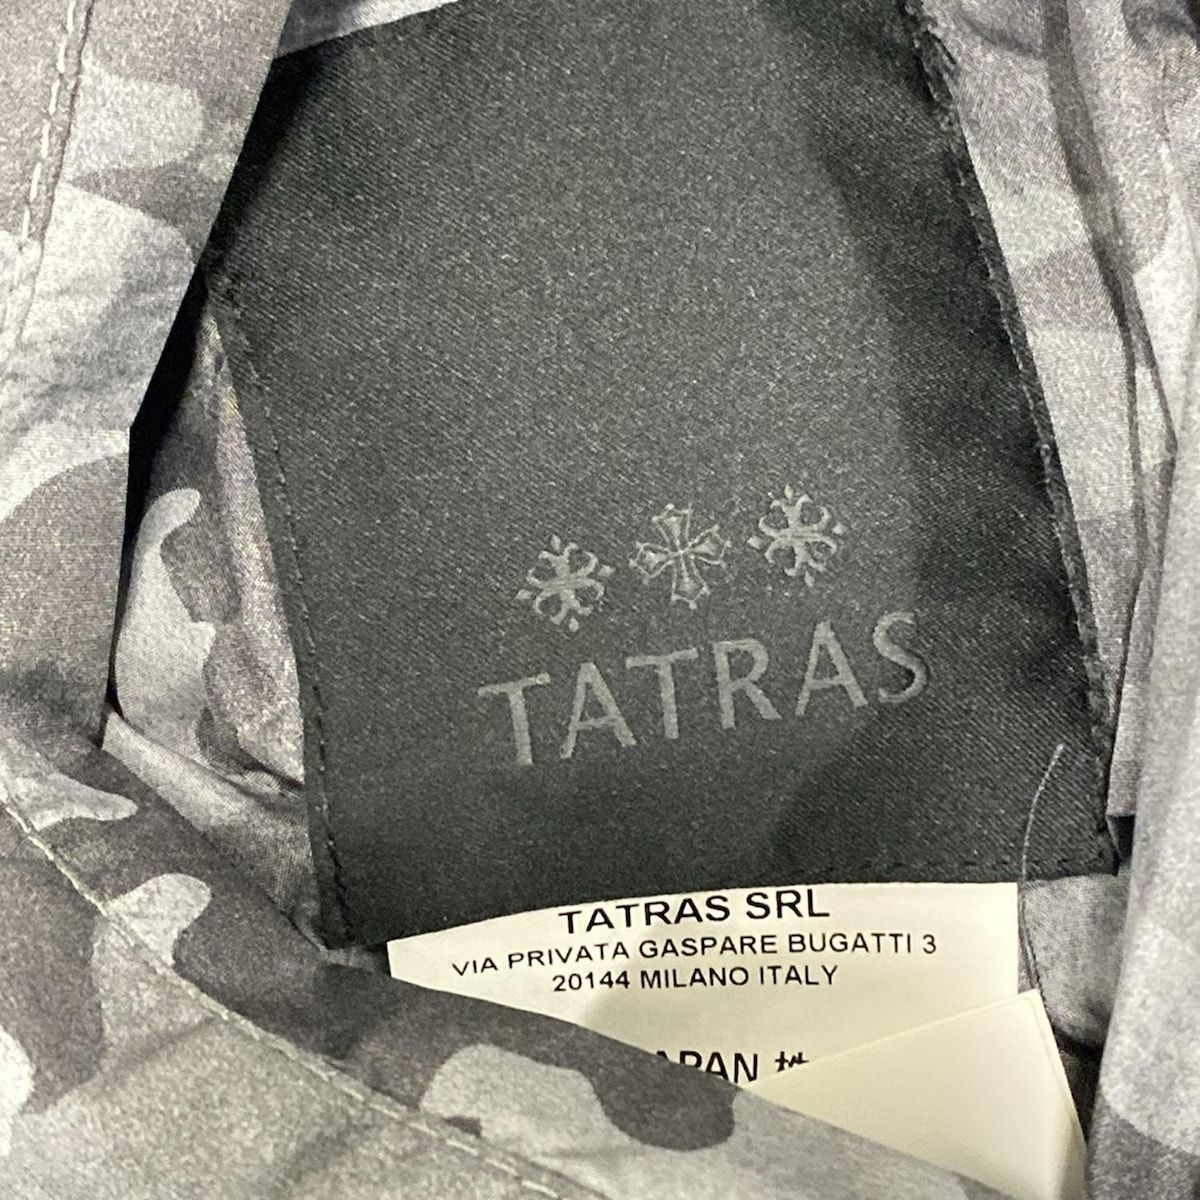 TATRAS
TATRAS SRL
VIA PRIVATA GASPARE BUGATTI 3
20144 MILANO ITALY